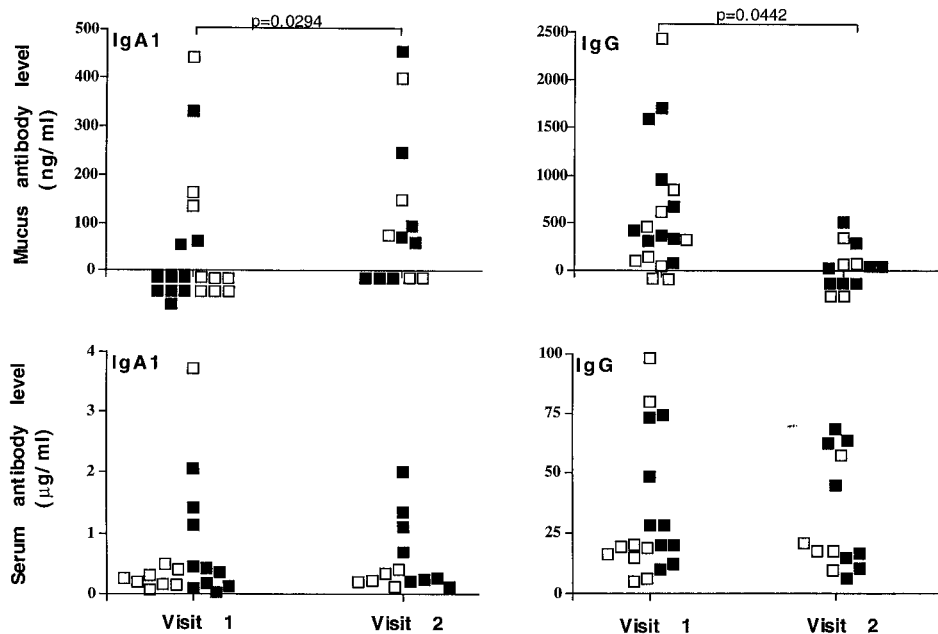 p=0.0294
p=0.0442
IgA1
IgG
500
400
300
200
100
0
2500
2000
1500
1000
500
0
Mucus antibody level
(ng/ml)
IgA1
IgG
4
3
2
1
0
100
75
50
25
0
Serum antibody level
(µg/ml)
Visit 1
Visit 2
Visit 1
Visit 2